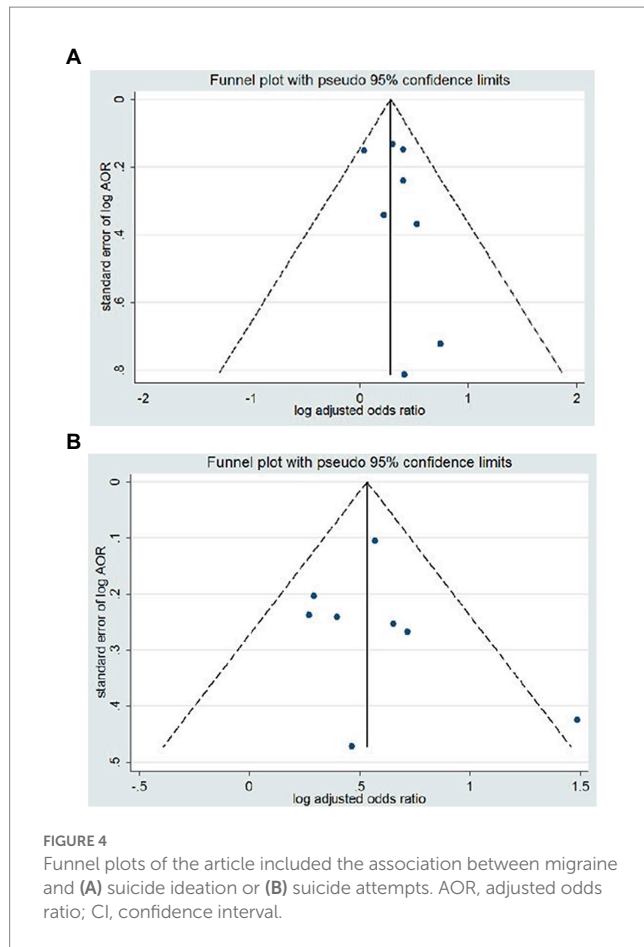 A
Funnel plot with pseudo 95% confidence limits
0
.2
.4
.6
.8
standard error of log AOR
-2
-1
0
1
2
log adjusted odds ratio
B
Funnel plot with pseudo 95% confidence limits
0
.1
.2
.3
.4
.5
standard error of log AOR
-.5
0
.5
1
1.5
log adjusted odds ratio
FIGURE 4
Funnel plots of the article included the association between migraine
and (A) suicide ideation or (B) suicide attempts. AOR, adjusted odds
ratio; CI, confidence interval.